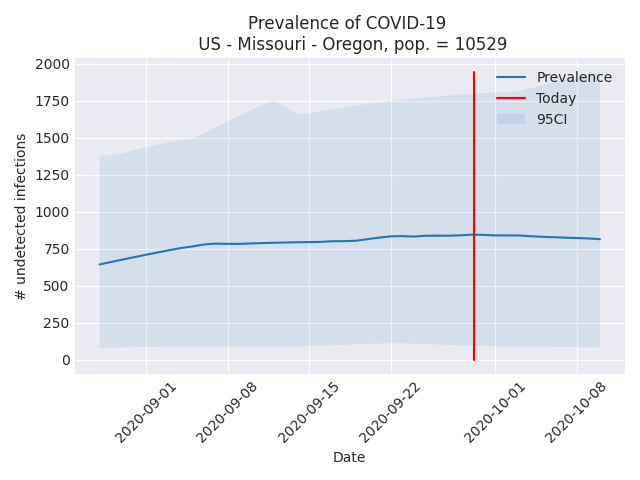 Prevalence of COVID-19
US - Missouri - Oregon, pop. = 10529
2000
1750
1500
1250
1000
750
500
250
0
# undetected infections
Prevalence
Today
95CI
2020-09-01
2020-09-08
2020-09-15
2020-09-22
2020-10-01
2020-10-08
Date